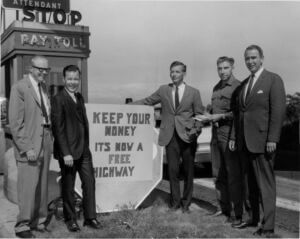 ATTENDANT
STOP
PAY TOLL
KEEP YOUR
MONEY
ITS NOW A
FREE
HIGHWAY